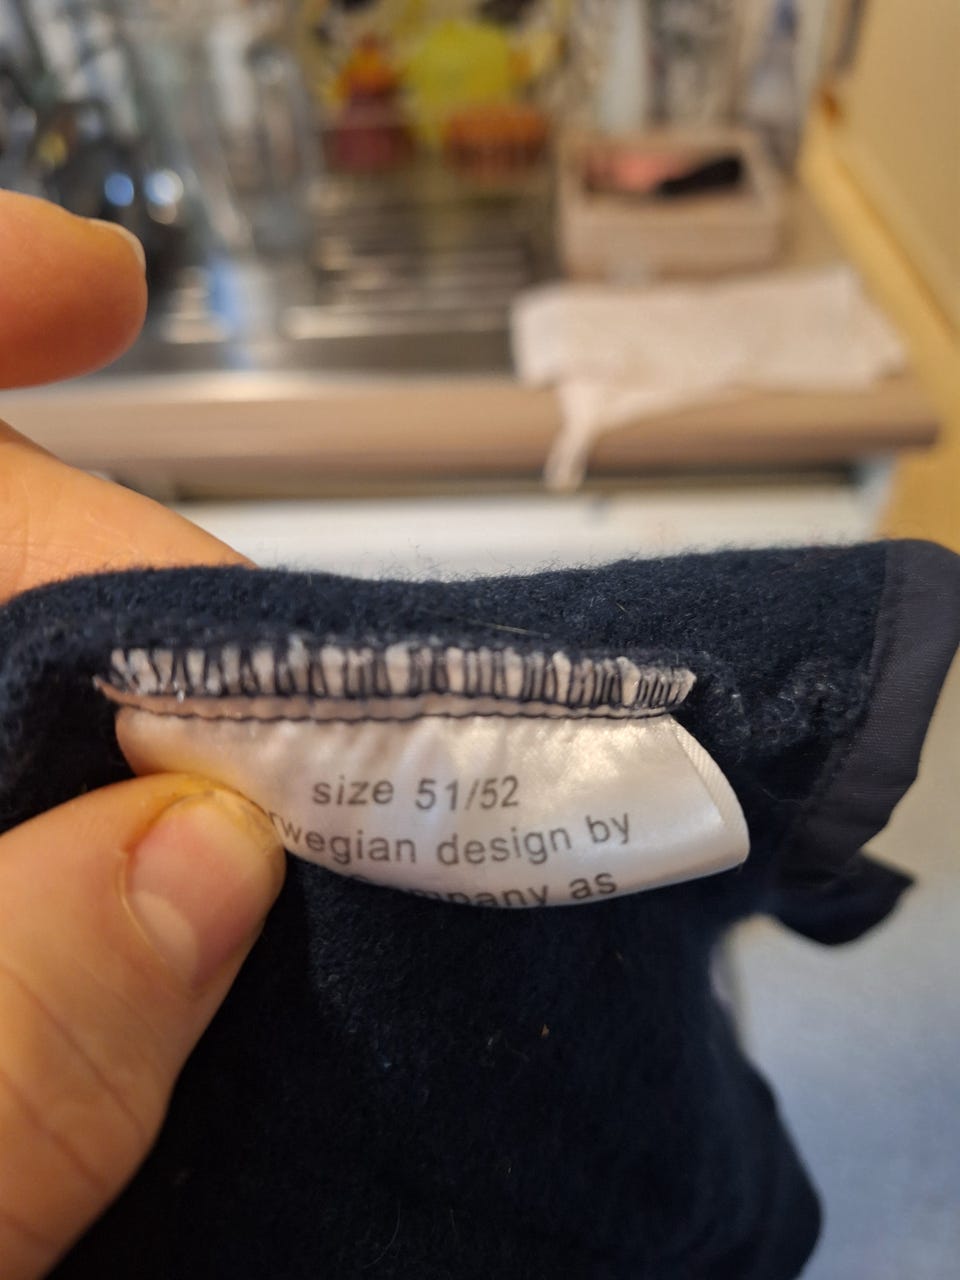 size 51/52
rwegian design by
mpany as